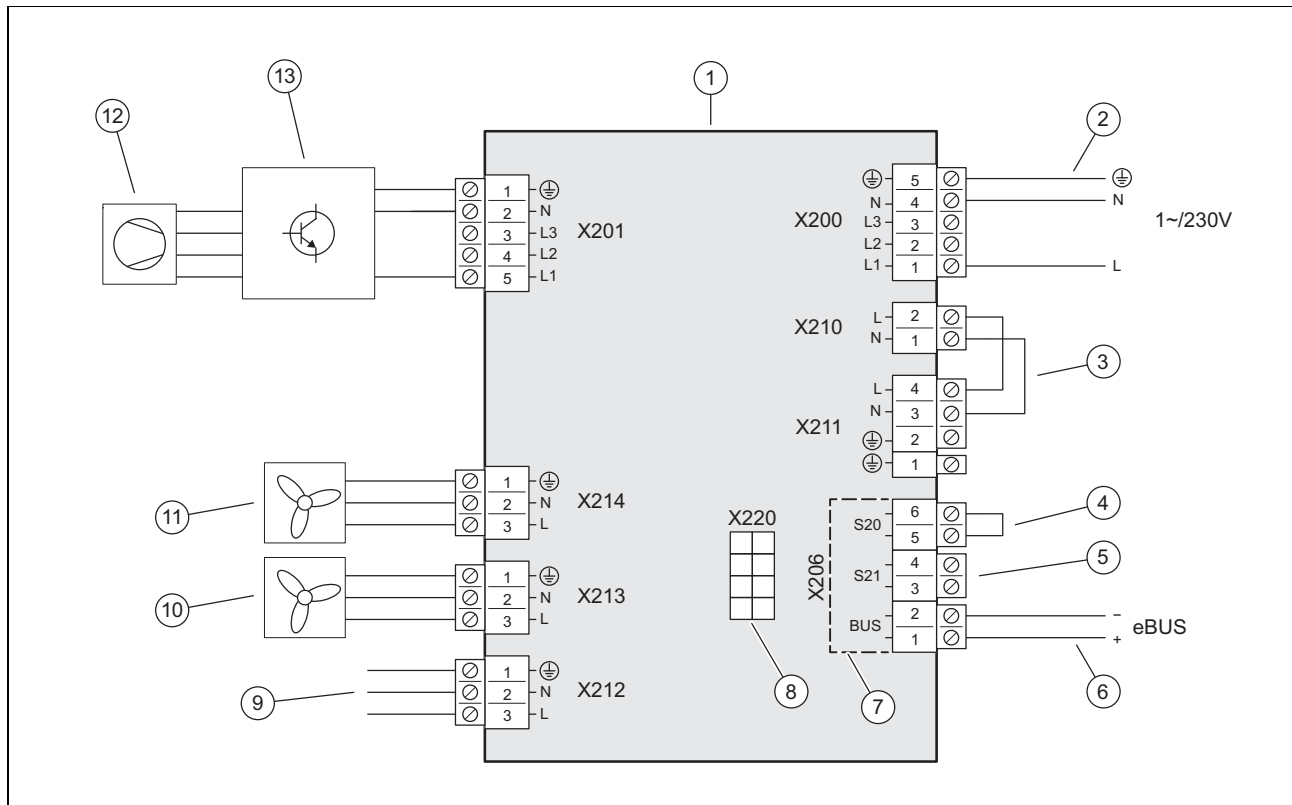 13
12
1
2
5
N 4
L3 3
L2 2
L1 1
X200
N
1~/230V
L
1
2 N
3 L3
4 L2
5 L1
X201
L 2
N 1
X210
3
L 4
N 3
2
1
X211
11
1
2 N
3 L
X214
10
1
2 N
3 L
X213
9
1
2 N
3 L
X212
X220
8
X206
7
6
S20
5
4
4
S21
3
5
2
BUS
1
−
+
eBUS
6